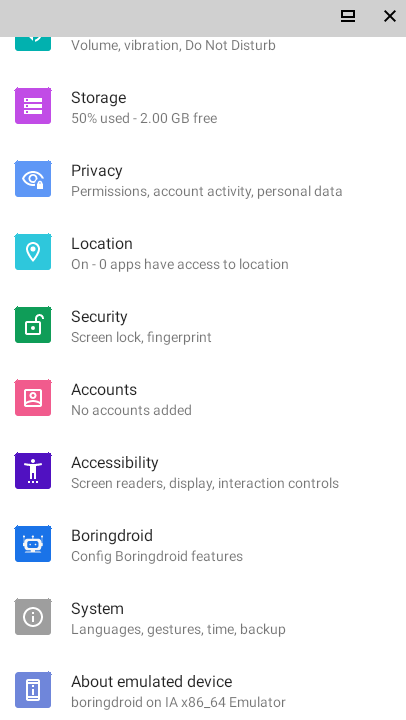 Volume, vibration, Do Not Disturb
Storage
50% used - 2.00 GB free
Privacy
Permissions, account activity, personal data
Location
On - 0 apps have access to location
Security
Screen lock, fingerprint
Accounts
No accounts added
Accessibility
Screen readers, display, interaction controls
Boringdroid
Config Boringdroid features
System
Languages, gestures, time, backup
About emulated device
boringdroid on IA x86_64 Emulator